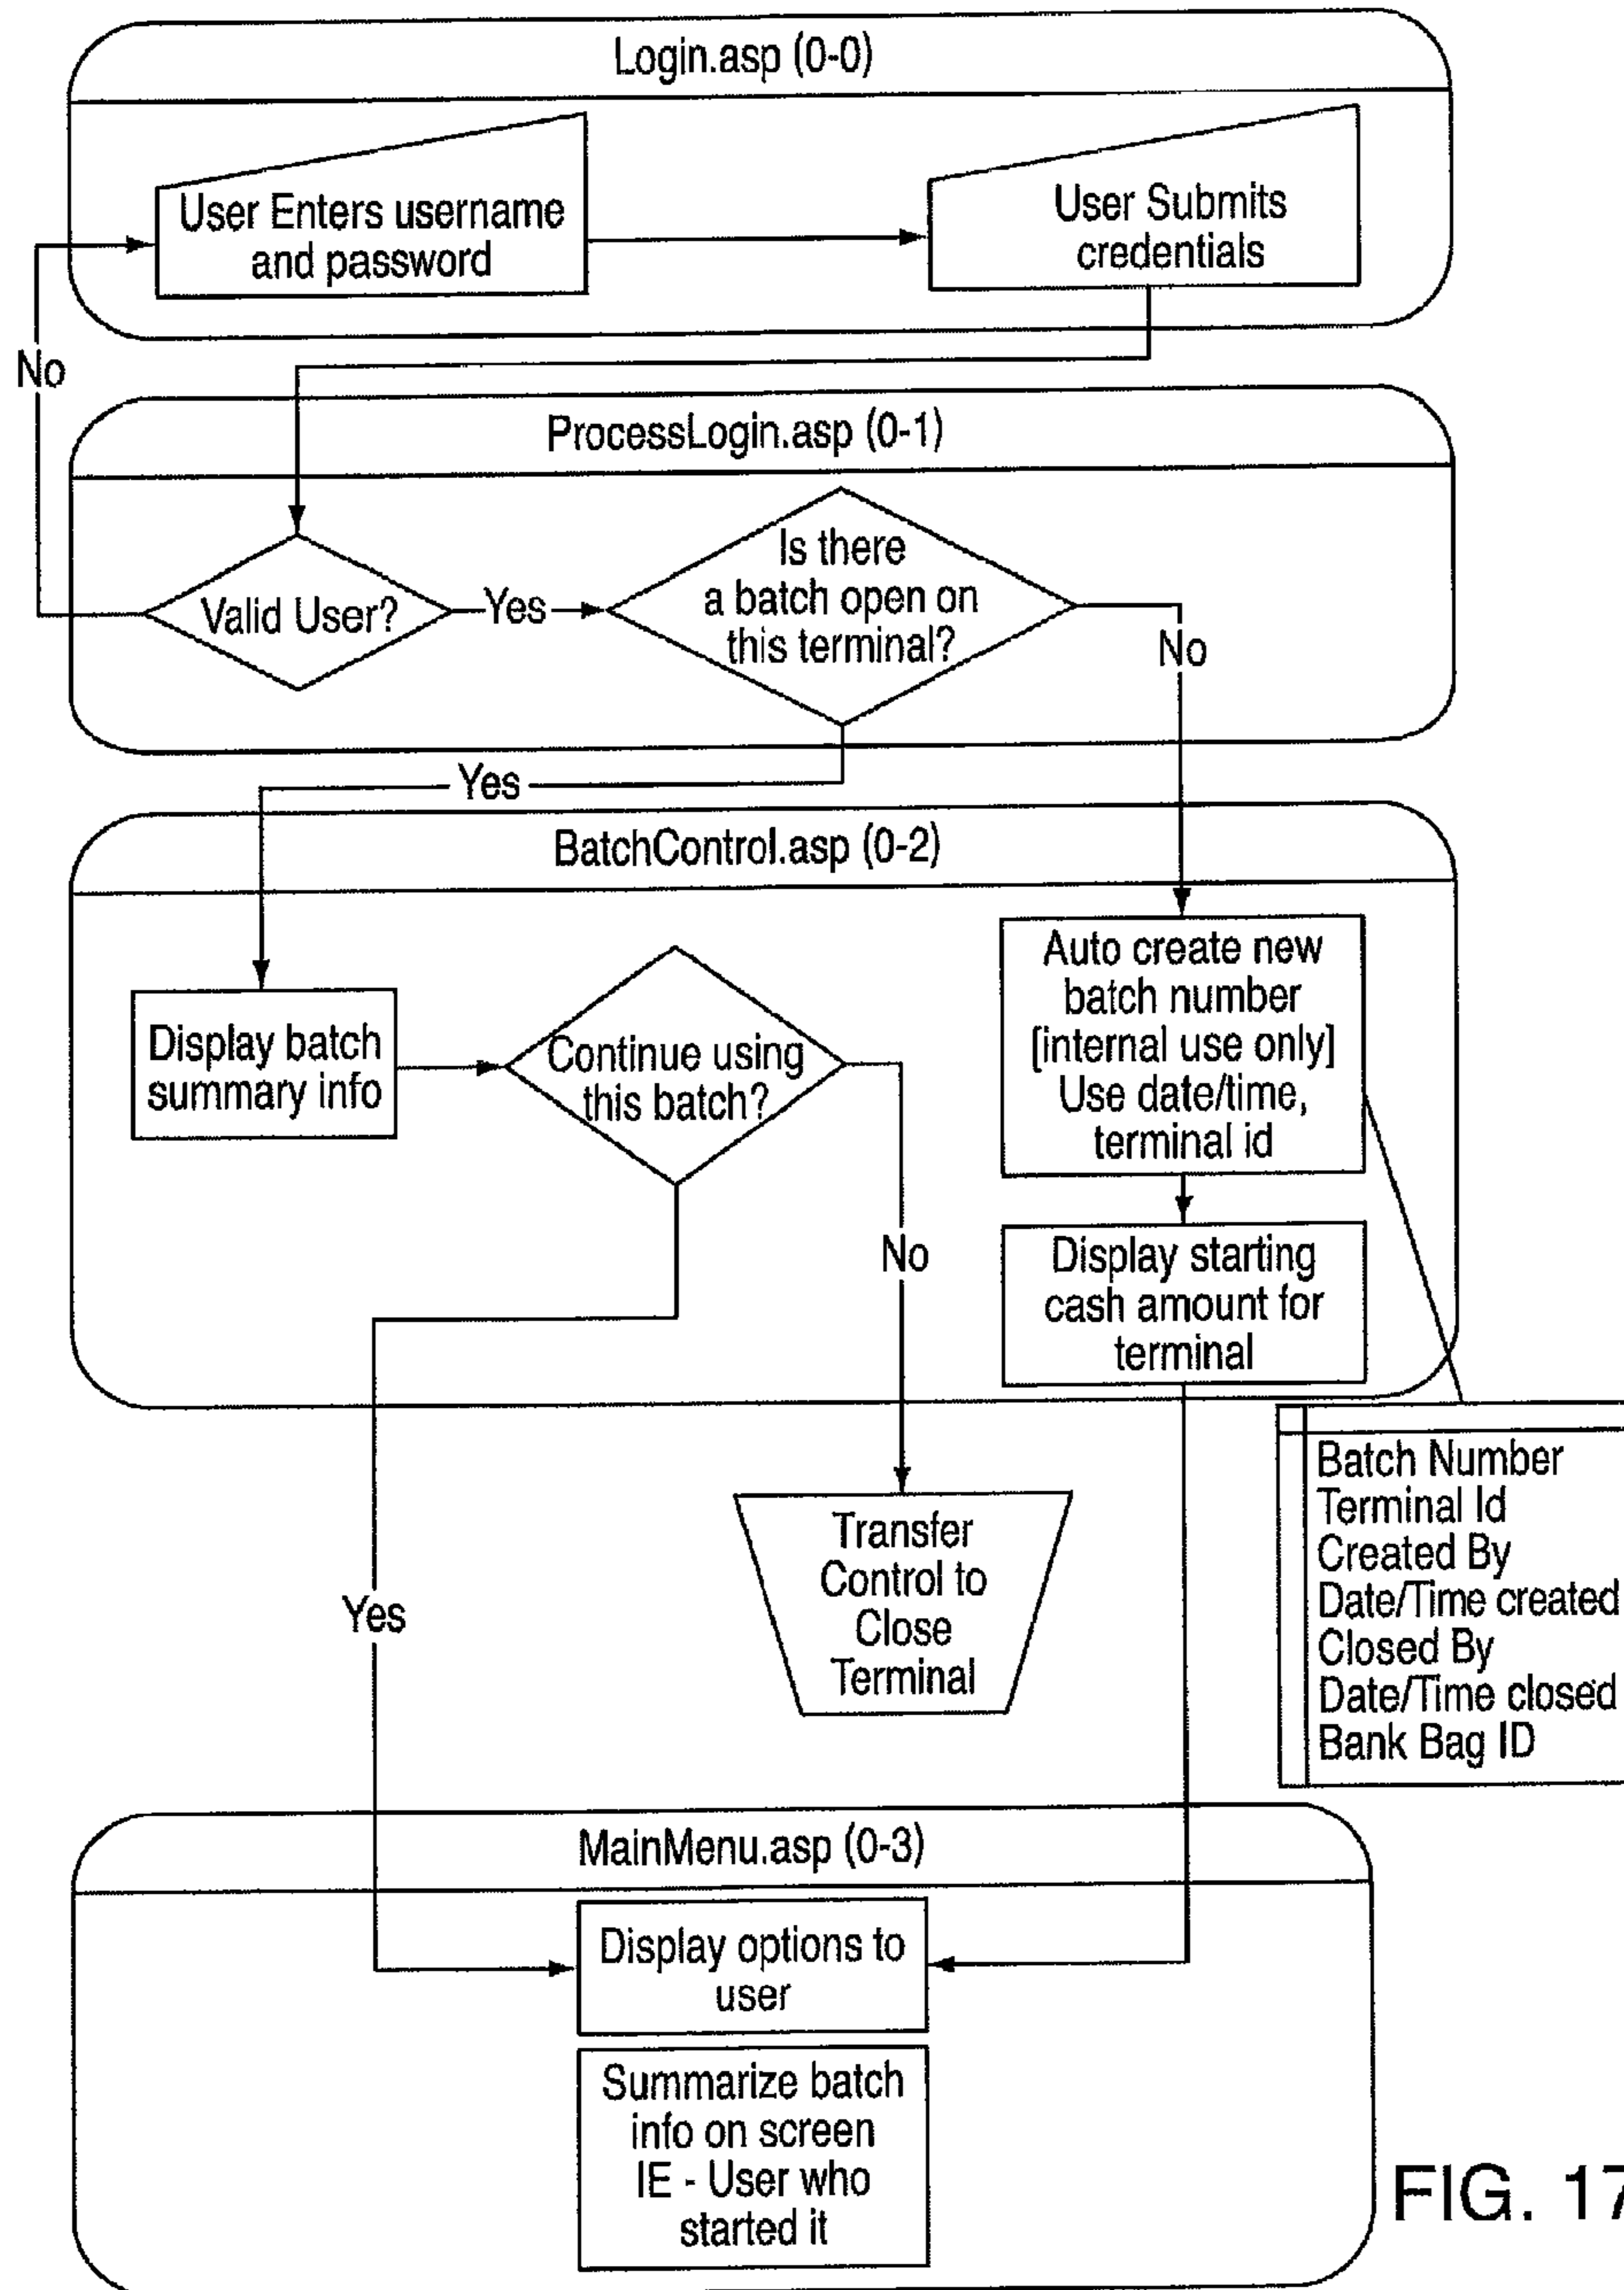 Login.asp (0-0)
User Enters username
and password
User Submits
credentials
No
ProcessLogin.asp (0-1)
Valid User?
Yes
Is there
a batch open on
this terminal?
No
Yes
BatchControl.asp (0-2)
Display batch
summary info
Continue using
this batch?
Auto create new
batch number
[internal use only]
Use date/time,
terminal id
No
Display starting
cash amount for
terminal
Yes
Transfer
Control to
Close
Terminal
Batch Number
Terminal Id
Created By
Date/Time created
Closed By
Date/Time closed
Bank Bag ID
MainMenu.asp (0-3)
Display options to
user
Summarize batch
info on screen
IE - User who
started it
FIG. 17